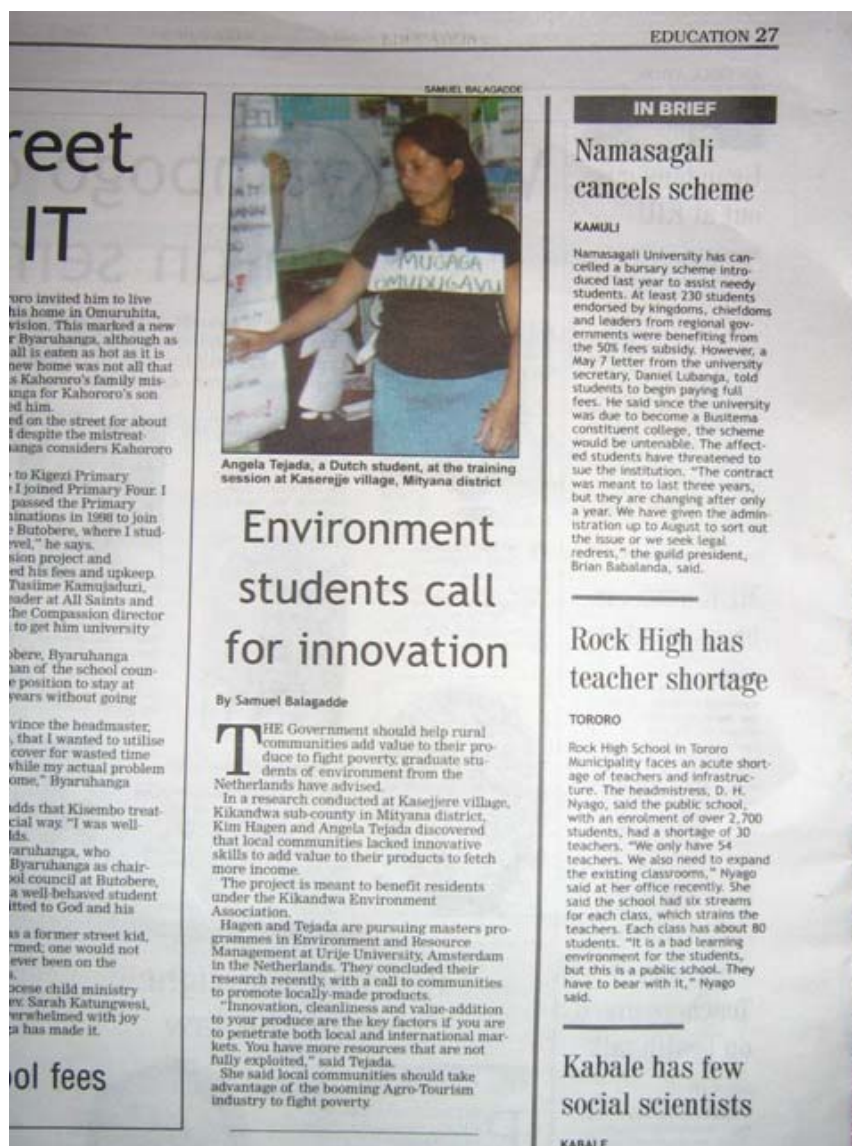 EDUCATION 27
reet
IT
roro invited him to live
his home in Omuruhita,
vision. This marked a new
r Byaruhanga, although as
all is eaten as hot as it is
new home was not all that
s Kahororo's family mis-
anga for Kahororo's son
ed him.
ed on the street for about
despite the mistreat-
anga considers Kahororo
to Kigezi Primary
I joined Primary Four. I
passed the Primary
inations in 1998 to join
Butobere, where I stud-
evel," he says.
sion project and
ed his fees and upkeep.
Tusiime Kamujaduzi,
eader at All Saints and
the Compassion director
to get him university
obere, Byaruhanga
man of the school coun-
e position to stay at
years without going
vince the headmaster,
, that I wanted to utilise
cover for wasted time
while my actual problem
ome," Byaruhanga
adds that Kisembo treat-
cial way. "I was well-
lds.
varuhanga, who
Byaruhanga as chair-
ool council at Butobere,
a well-behaved student
itted to God and his
as a former street kid,
rmed; one would not
ever been on the
ocese child ministry
ev. Sarah Katungwesi,
verwhelmed with joy
ga has made it.
ool fees
SAMUEL BALAGADDE
MUGAGA
OMUDUGAVU
Angela Tejada, a Dutch student, at the training
session at Kaserejje village, Mityana district
Environment
students call
for innovation
By Samuel Balagadde
THE Government should help rural
communities add value to their pro-
duce to fight poverty, graduate stu-
dents of environment from the
Netherlands have advised.
In a research conducted at Kasejjere village,
Kikandwa sub-county in Mityana district,
Kim Hagen and Angela Tejada discovered
that local communities lacked innovative
skills to add value to their products to fetch
more income.
The project is meant to benefit residents
under the Kikandwa Environment
Association.
Hagen and Tejada are pursuing masters pro-
grammes in Environment and Resource
Management at Urije University, Amsterdam
in the Netherlands. They concluded their
research recently, with a call to communities
to promote locally-made products.
"Innovation, cleanliness and value-addition
to your produce are the key factors if you are
to penetrate both local and international mar-
kets. You have more resources that are not
fully exploited," said Tejada.
She said local communities should take
advantage of the booming Agro-Tourism
industry to fight poverty.
IN BRIEF
Namasagali
cancels scheme
KAMULI
Namasagali University has can-
celled a bursary scheme intro-
duced last year to assist needy
students. At least 230 students
endorsed by kingdoms, chiefdoms
and leaders from regional gov-
ernments were benefiting from
the 50% fees subsidy. However, a
May 7 letter from the university
secretary, Daniel Lubanga, told
students to begin paying full
fees. He said since the university
was due to become a Busitema
constituent college, the scheme
would be untenable. The affect-
ed students have threatened to
sue the institution. "The contract
was meant to last three years,
but they are changing after only
a year. We have given the admin-
istration up to August to sort out
the issue or we seek legal
redress," the guild president,
Brian Babalanda, said.
Rock High has
teacher shortage
TORORO
Rock High School in Tororo
Municipality faces an acute short-
age of teachers and infrastruc-
ture. The headmistress, D. H.
Nyago, said the public school,
with an enrolment of over 2,700
students, had a shortage of 30
teachers. "We only have 54
teachers. We also need to expand
the existing classrooms," Nyago
said at her office recently. She
said the school had six streams
for each class, which strains the
teachers. Each class has about 80
students. "It is a bad learning
environment for the students,
but this is a public school. They
have to bear with it," Nyago
said.
Kabale has few
social scientists
KABALE